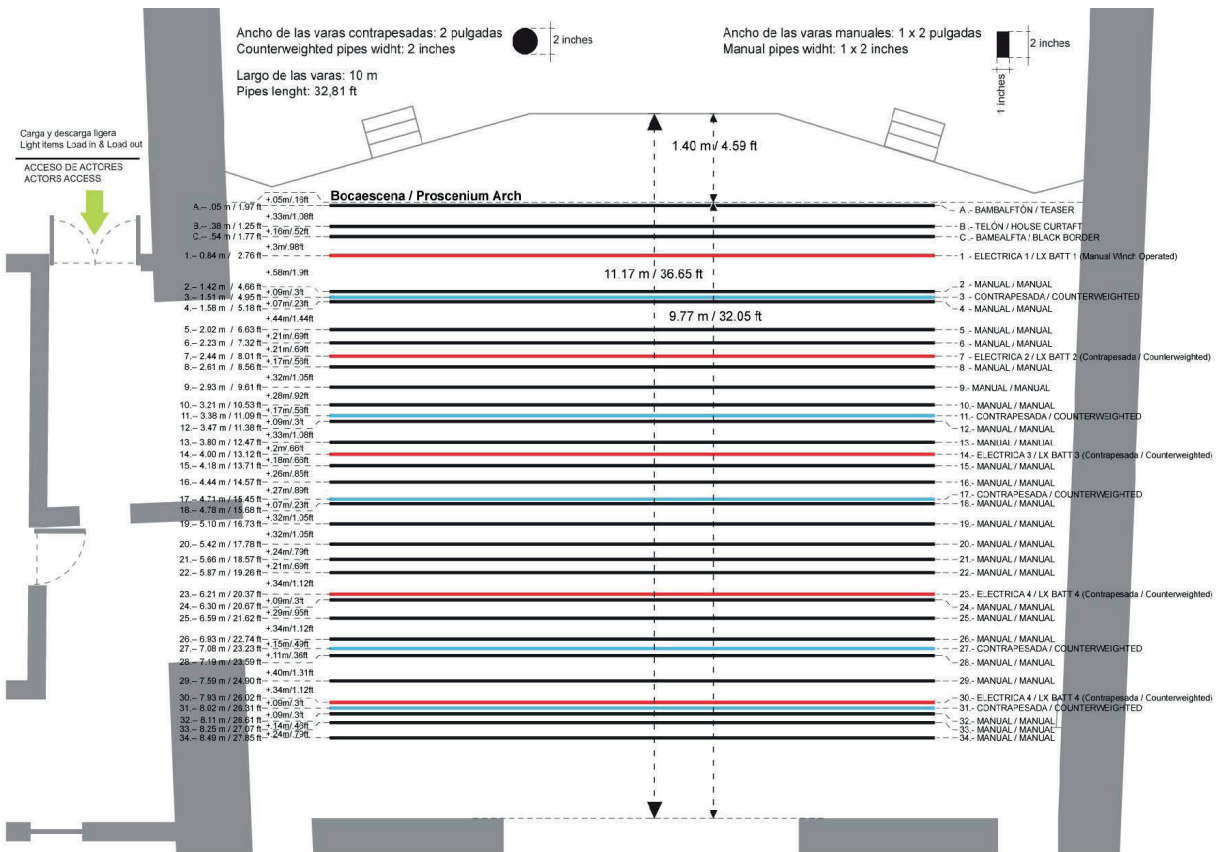 Ancho de las varas contrapesadas: 2 pulgadas
Counterweighted pipes widht: 2 inches
2 inches
Largo de las varas: 10 m
Pipes lenght: 32,81 ft
Ancho de las varas manuales: 1 x 2 pulgadas
Manual pipes widht: 1 x 2 inches
2 inches
1 inches
Carga y descarga ligera
Light items Load in & Load out
ACCESO DE ACTORES
ACTORS ACCESS
1.40 m / 4.59 ft
Bocaescena / Proscenium Arch
11.17 m / 36.65 ft
9.77 m / 32.05 ft
A.– .05 m / 1.97 ft
B.– .38 m / 1.25 ft
C.– .54 m / 1.77 ft
1.– 0.84 m / 2.76 ft
2.– 1.42 m / 4.66 ft
3.– 1.51 m / 4.95 ft
4.– 1.58 m / 5.18 ft
5.– 2.02 m / 6.63 ft
6.– 2.23 m / 7.32 ft
7.– 2.44 m / 8.01 ft
8.– 2.61 m / 8.56 ft
9.– 2.93 m / 9.61 ft
10.– 3.21 m / 10.53 ft
11.– 3.38 m / 11.09 ft
12.– 3.47 m / 11.38 ft
13.– 3.80 m / 12.47 ft
14.– 4.00 m / 13.12 ft
15.– 4.18 m / 13.71 ft
16.– 4.44 m / 14.57 ft
17.– 4.71 m / 15.45 ft
18.– 4.78 m / 15.68 ft
19.– 5.10 m / 16.73 ft
20.– 5.42 m / 17.78 ft
21.– 5.66 m / 18.57 ft
22.– 5.87 m / 19.26 ft
23.– 6.21 m / 20.37 ft
24.– 6.30 m / 20.67 ft
25.– 6.59 m / 21.62 ft
26.– 6.93 m / 22.74 ft
27.– 7.08 m / 23.23 ft
28.– 7.19 m / 23.59 ft
29.– 7.59 m / 24.90 ft
30.– 7.93 m / 26.02 ft
31.– 8.02 m / 26.31 ft
32.– 8.11 m / 26.61 ft
33.– 8.25 m / 27.07 ft
34.– 8.49 m / 27.85 ft
+.05m/.16ft
+.33m/1.08ft
+.16m/.52ft
+.3m/.98ft
+.58m/1.9ft
+.09m/.3ft
+.07m/.23ft
+.44m/1.44ft
+.21m/.69ft
+.21m/.69ft
+.17m/.56ft
+.32m/1.05ft
+.28m/.92ft
+.17m/.56ft
+.09m/.3ft
+.33m/1.08ft
+.2m/.66ft
+.18m/.66ft
+.26m/.85ft
+.27m/.89ft
+.07m/.23ft
+.32m/1.05ft
+.32m/1.05ft
+.24m/.79ft
+.21m/.69ft
+.34m/1.12ft
+.09m/.3ft
+.29m/.95ft
+.34m/1.12ft
+.15m/.49ft
+.11m/.36ft
+.40m/1.31ft
+.34m/1.12ft
+.09m/.3ft
+.09m/.3ft
+.14m/.46ft
+.24m/.79ft
A.- BAMBALFTÓN / TEASER
B .- TELÓN / HOUSE CURTAFT
C .- BAMBALFTA / BLACK BORDER
1 .- ELECTRICA 1 / LX BATT 1 (Manual Winch Operated)
2 .- MANUAL / MANUAL
3 .- CONTRAPESADA / COUNTERWEIGHTED
4 .- MANUAL / MANUAL
5 .- MANUAL / MANUAL
6 .- MANUAL / MANUAL
7 .- ELECTRICA 2 / LX BATT 2 (Contrapesada / Counterweighted)
8 .- MANUAL / MANUAL
9.- MANUAL / MANUAL
10.- MANUAL / MANUAL
11.- CONTRAPESADA / COUNTERWEIGHTED
12.- MANUAL / MANUAL
13.- MANUAL / MANUAL
14.- ELECTRICA 3 / LX BATT 3 (Contrapesada / Counterweighted)
15.- MANUAL / MANUAL
16.- MANUAL / MANUAL
17.- CONTRAPESADA / COUNTERWEIGHTED
18.- MANUAL / MANUAL
19.- MANUAL / MANUAL
20.- MANUAL / MANUAL
21.- MANUAL / MANUAL
22.- MANUAL / MANUAL
23.- ELECTRICA 4 / LX BATT 4 (Contrapesada / Counterweighted)
24.- MANUAL / MANUAL
25.- MANUAL / MANUAL
26.- MANUAL / MANUAL
27.- CONTRAPESADA / COUNTERWEIGHTED
28.- MANUAL / MANUAL
29.- MANUAL / MANUAL
30.- ELECTRICA 4 / LX BATT 4 (Contrapesada / Counterweighted)
31.- CONTRAPESADA / COUNTERWEIGHTED
32.- MANUAL / MANUAL
33.- MANUAL / MANUAL
34.- MANUAL / MANUAL